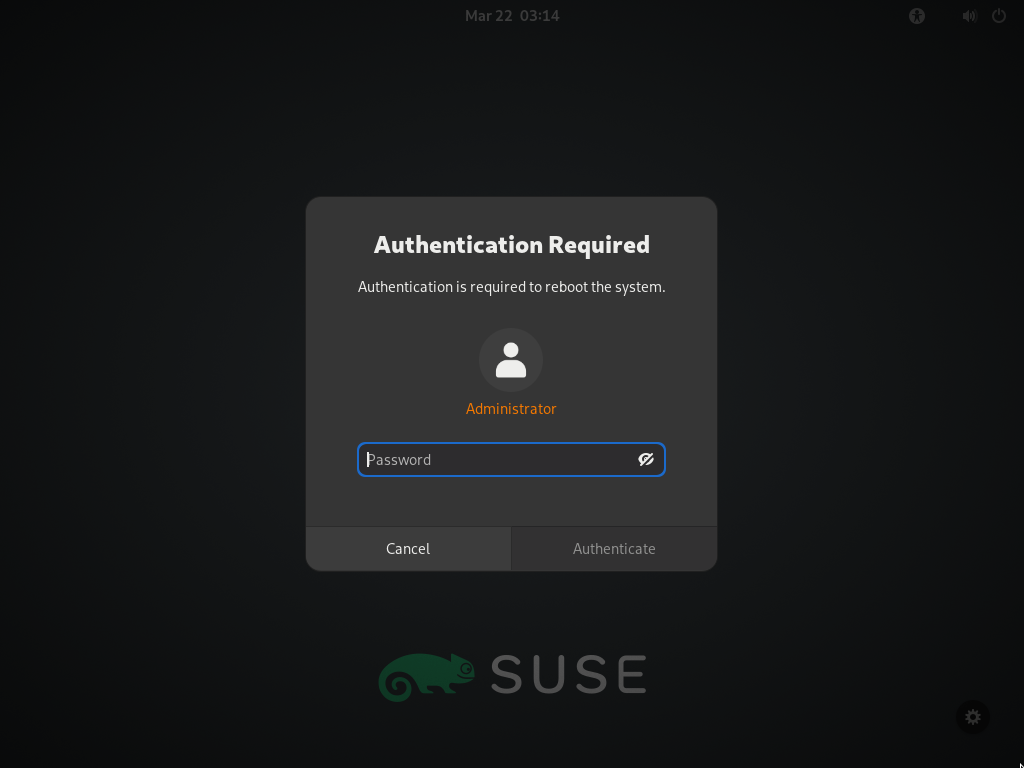 Mar 22 03:14
Authentication Required
Authentication is required to reboot the system.
Administrator
Password
Cancel
Authenticate
SUSE